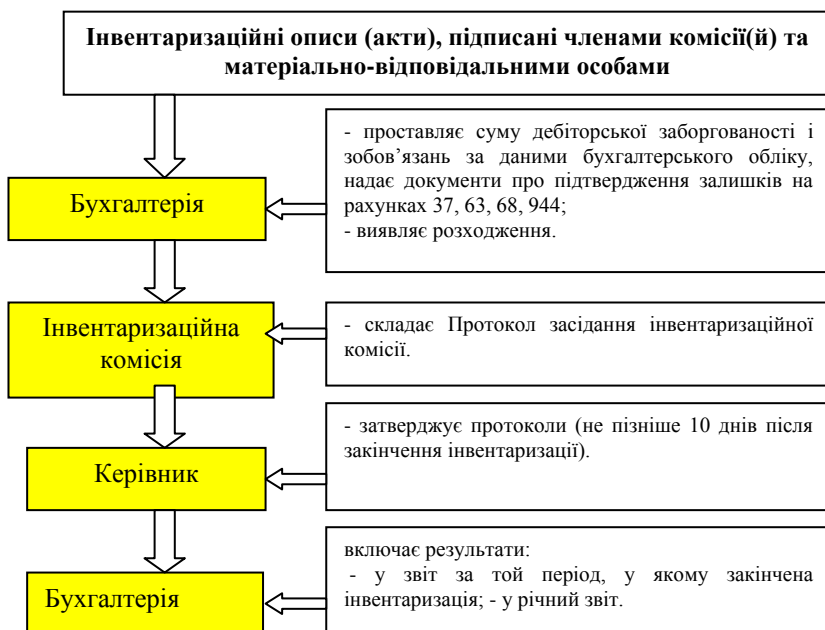 Інвентаризаційні описи (акти), підписані членами комісії(й) та
матеріально-відповідальними особами
- проставляє суму дебіторської заборгованості і
зобов’язань за даними бухгалтерського обліку,
надає документи про підтвердження залишків на
рахунках 37, 63, 68, 944;
- виявляє розходження.
Бухгалтерія
Інвентаризаційна
комісія
- складає Протокол засідання інвентаризаційної
комісії.
- затверджує протоколи (не пізніше 10 днів після
закінчення інвентаризації).
Керівник
включає результати:
- у звіт за той період, у якому закінчена
інвентаризація; - у річний звіт.
Бухгалтерія